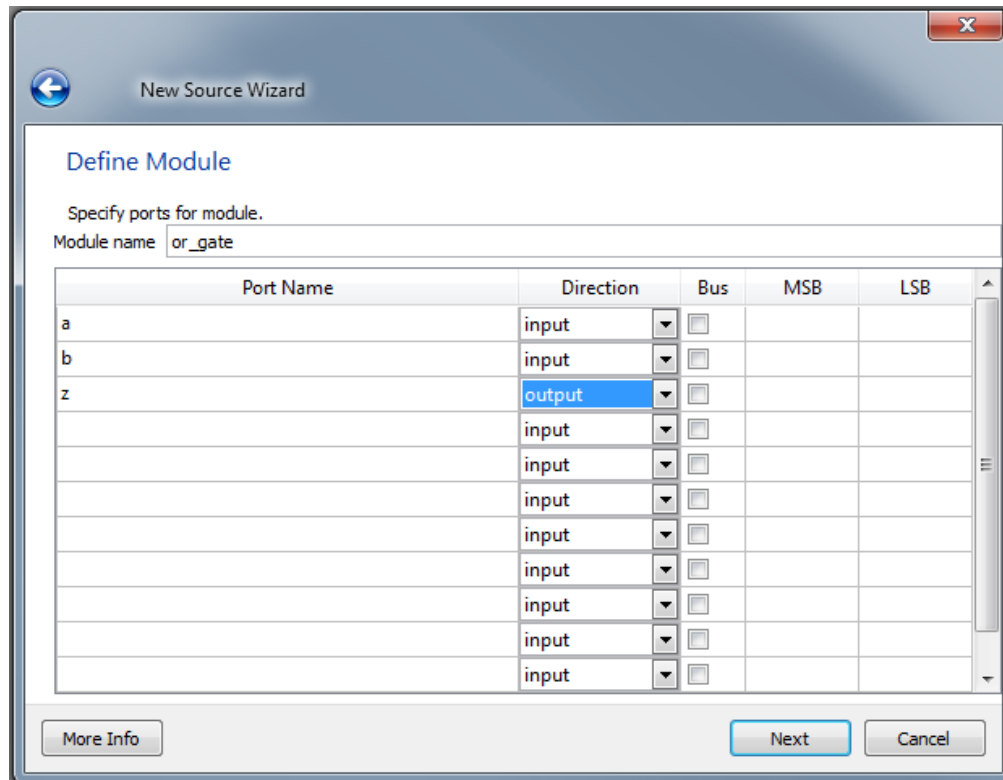 New Source Wizard
Define Module
Specify ports for module.
Module name or_gate
Port Name Direction Bus MSB LSB
a input
b input
z output
input
input
input
input
input
input
input
input
More Info Next Cancel